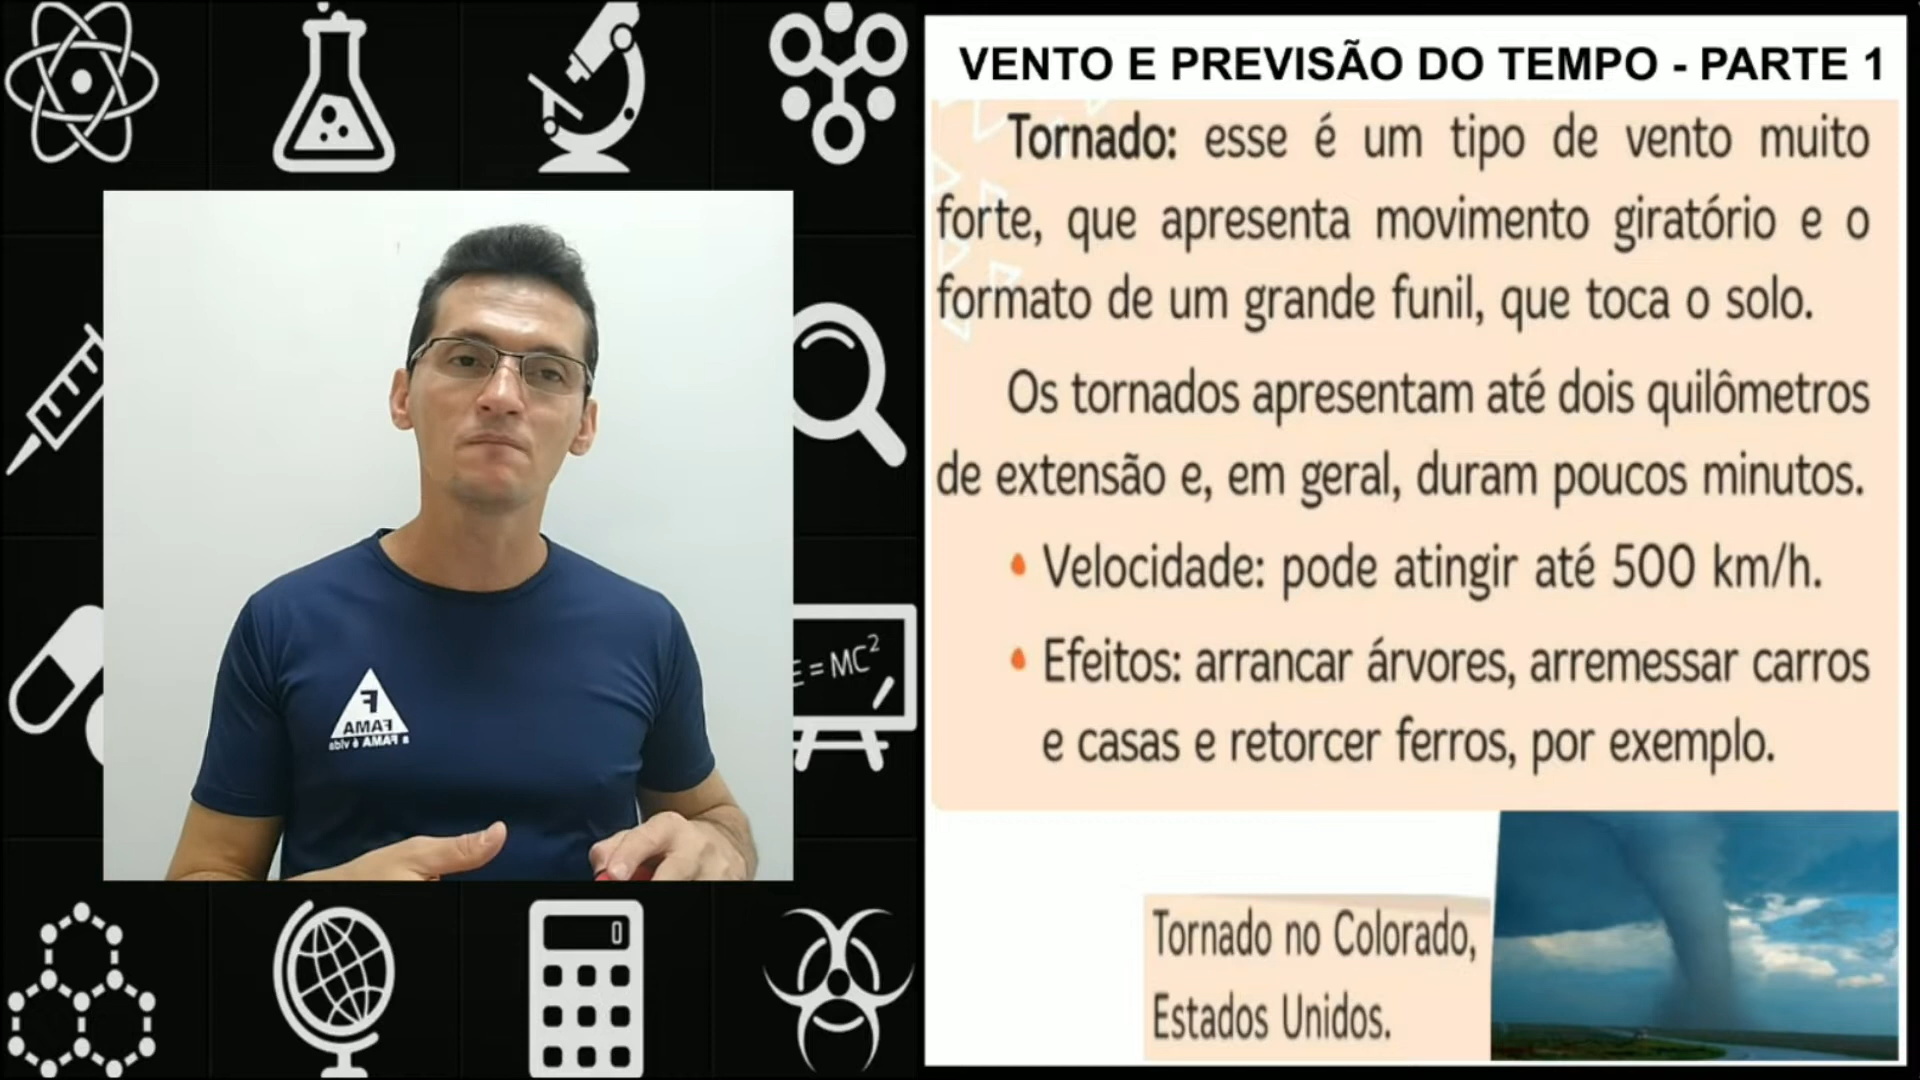 VENTO E PREVISÃO DO TEMPO - PARTE 1
Tornado: esse é um tipo de vento muito
forte, que apresenta movimento giratório e o
formato de um grande funil, que toca o solo.
Os tornados apresentam até dois quilômetros
de extensão e, em geral, duram poucos minutos.
• Velocidade: pode atingir até 500 km/h.
• Efeitos: arrancar árvores, arremessar carros
e casas e retorcer ferros, por exemplo.
Tornado no Colorado,
Estados Unidos.
E = MC²
F
FAMA
a FAMA é vida
0